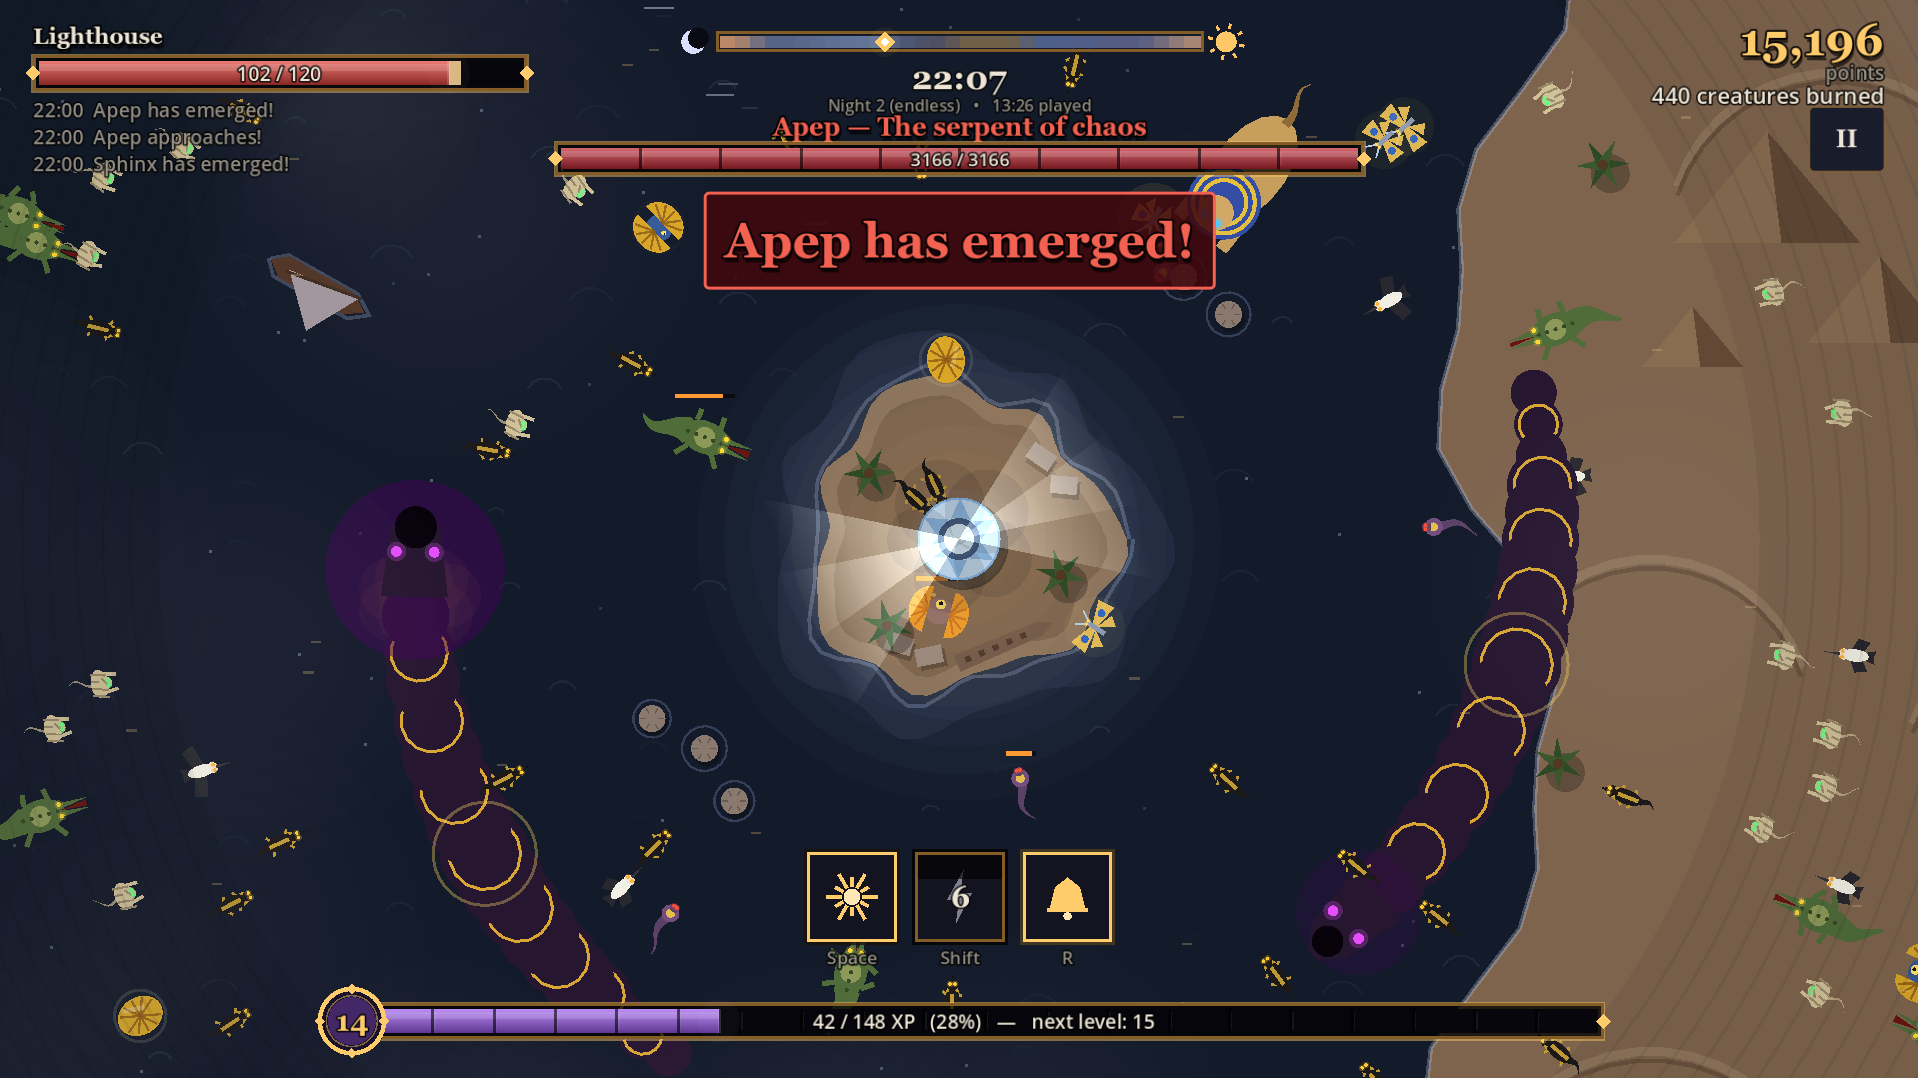 Lighthouse
102 / 120
22:00 Apep has emerged!
22:00 Apep approaches!
22:00 Sphinx has emerged!
22:07
Night 2 (endless) • 13:26 played
Apep — The serpent of chaos
3166 / 3166
Apep has emerged!
15,196
points
440 creatures burned
II
6
Space
Shift
R
14
42 / 148 XP (28%) — next level: 15